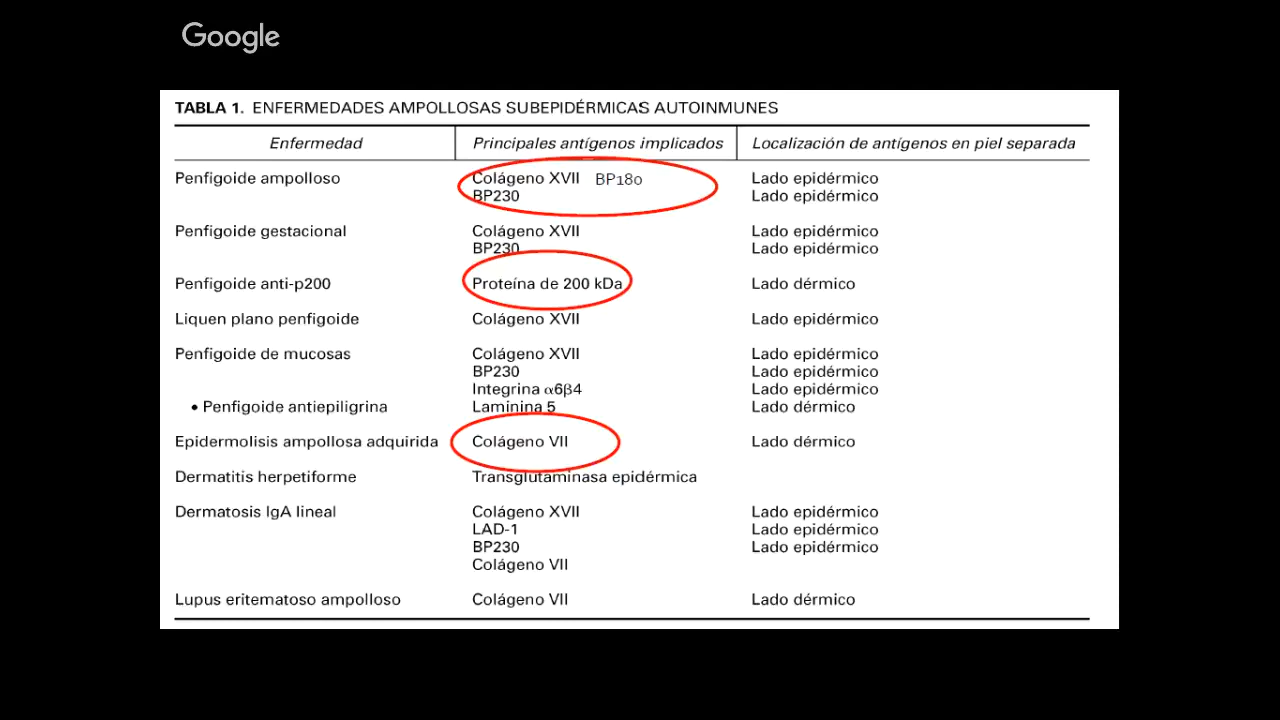 Google
TABLA 1. ENFERMEDADES AMPOLLOSAS SUBEPIDÉRMICAS AUTOINMUNES
Enfermedad Principales antígenos implicados Localización de antígenos en piel separada
Penfigoide ampolloso Colágeno XVII BP180 Lado epidérmico
BP230 Lado epidérmico
Penfigoide gestacional Colágeno XVII Lado epidérmico
BP230 Lado epidérmico
Penfigoide anti-p200 Proteína de 200 kDa Lado dérmico
Liquen plano penfigoide Colágeno XVII Lado epidérmico
Penfigoide de mucosas Colágeno XVII Lado epidérmico
BP230 Lado epidérmico
Integrina α6β4 Lado epidérmico
• Penfigoide antiepiligrina Laminina 5 Lado dérmico
Epidermolisis ampollosa adquirida Colágeno VII Lado dérmico
Dermatitis herpetiforme Transglutaminasa epidérmica
Dermatosis IgA lineal Colágeno XVII Lado epidérmico
LAD-1 Lado epidérmico
BP230 Lado epidérmico
Colágeno VII
Lupus eritematoso ampolloso Colágeno VII Lado dérmico